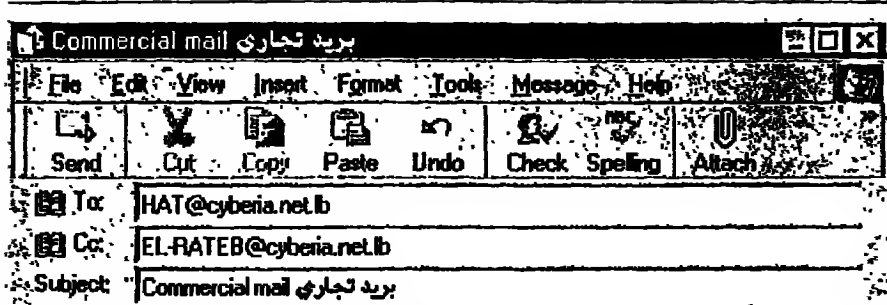 Commercial mail بريد تجاري
File Edit View Insert Format Tools Message Help
Send Cut Copy Paste Undo Check Spelling Attach
To: HAT@cyberia.net.lb
Cc: EL-RATEB@cyberia.net.lb
Subject: Commercial mail بريد تجاري